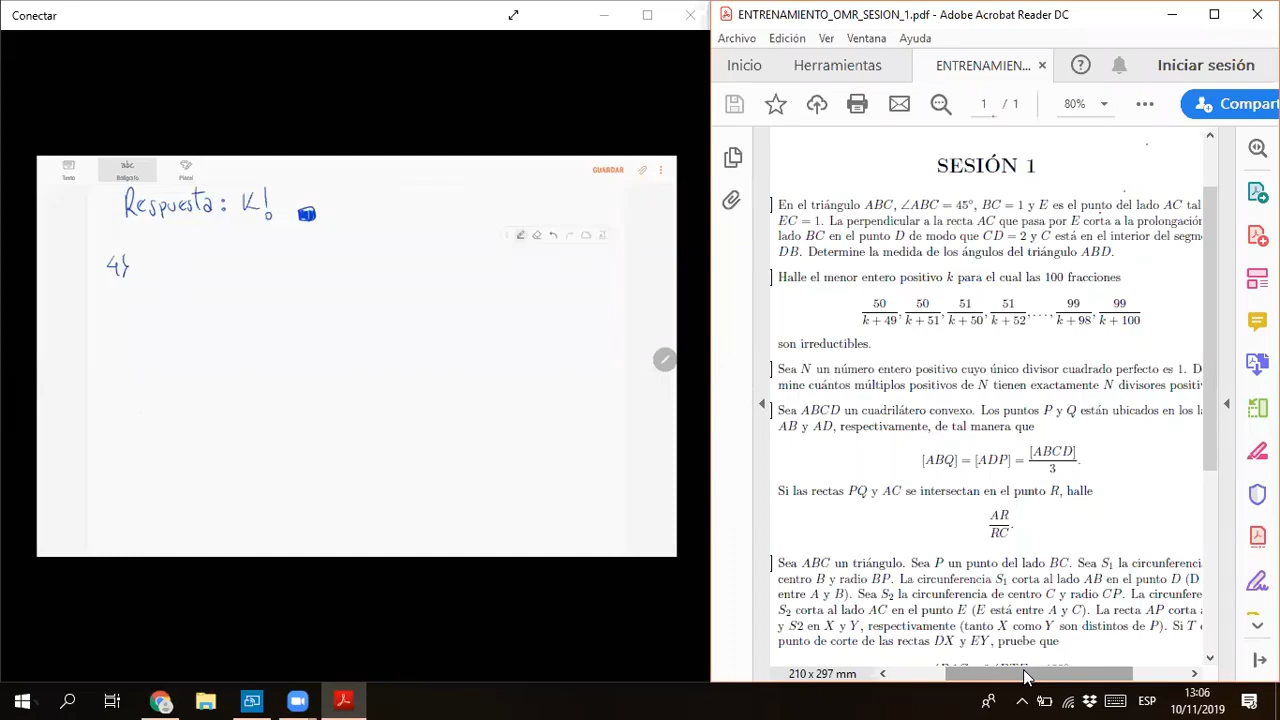 Conectar
Texto
abc
Bolígrafo
Pincel
GUARDAR
Respuesta: K!
4}
ENTRENAMIENTO_OMR_SESION_1.pdf - Adobe Acrobat Reader DC
Archivo Edición Ver Ventana Ayuda
Inicio Herramientas ENTRENAMIEN... × Iniciar sesión
1 / 1 80% Compart
SESIÓN 1
En el triángulo ABC, ∠ABC = 45°, BC = 1 y E es el punto del lado AC tal
EC = 1. La perpendicular a la recta AC que pasa por E corta a la prolongación
lado BC en el punto D de modo que CD = 2 y C está en el interior del segme
DB. Determine la medida de los ángulos del triángulo ABD.
Halle el menor entero positivo k para el cual las 100 fracciones
50/(k + 49), 50/(k + 51), 51/(k + 50), 51/(k + 52), ..., 99/(k + 98), 99/(k + 100)
son irreductibles.
Sea N un número entero positivo cuyo único divisor cuadrado perfecto es 1. D
mine cuántos múltiplos positivos de N tienen exactamente N divisores positi
Sea ABCD un cuadrilátero convexo. Los puntos P y Q están ubicados en los l
AB y AD, respectivamente, de tal manera que
[ABQ] = [ADP] = [ABCD]/3.
Si las rectas PQ y AC se intersectan en el punto R, halle
AR/RC.
Sea ABC un triángulo. Sea P un punto del lado BC. Sea S₁ la circunferenci
centro B y radio BP. La circunferencia S₁ corta al lado AB en el punto D (D
entre A y B). Sea S₂ la circunferencia de centro C y radio CP. La circunfere
S₂ corta al lado AC en el punto E (E está entre A y C). La recta AP corta
y S2 en X y Y, respectivamente (tanto X como Y son distintos de P). Si T
punto de corte de las rectas DX y EY, pruebe que
210 x 297 mm
ESP
13:06
10/11/2019